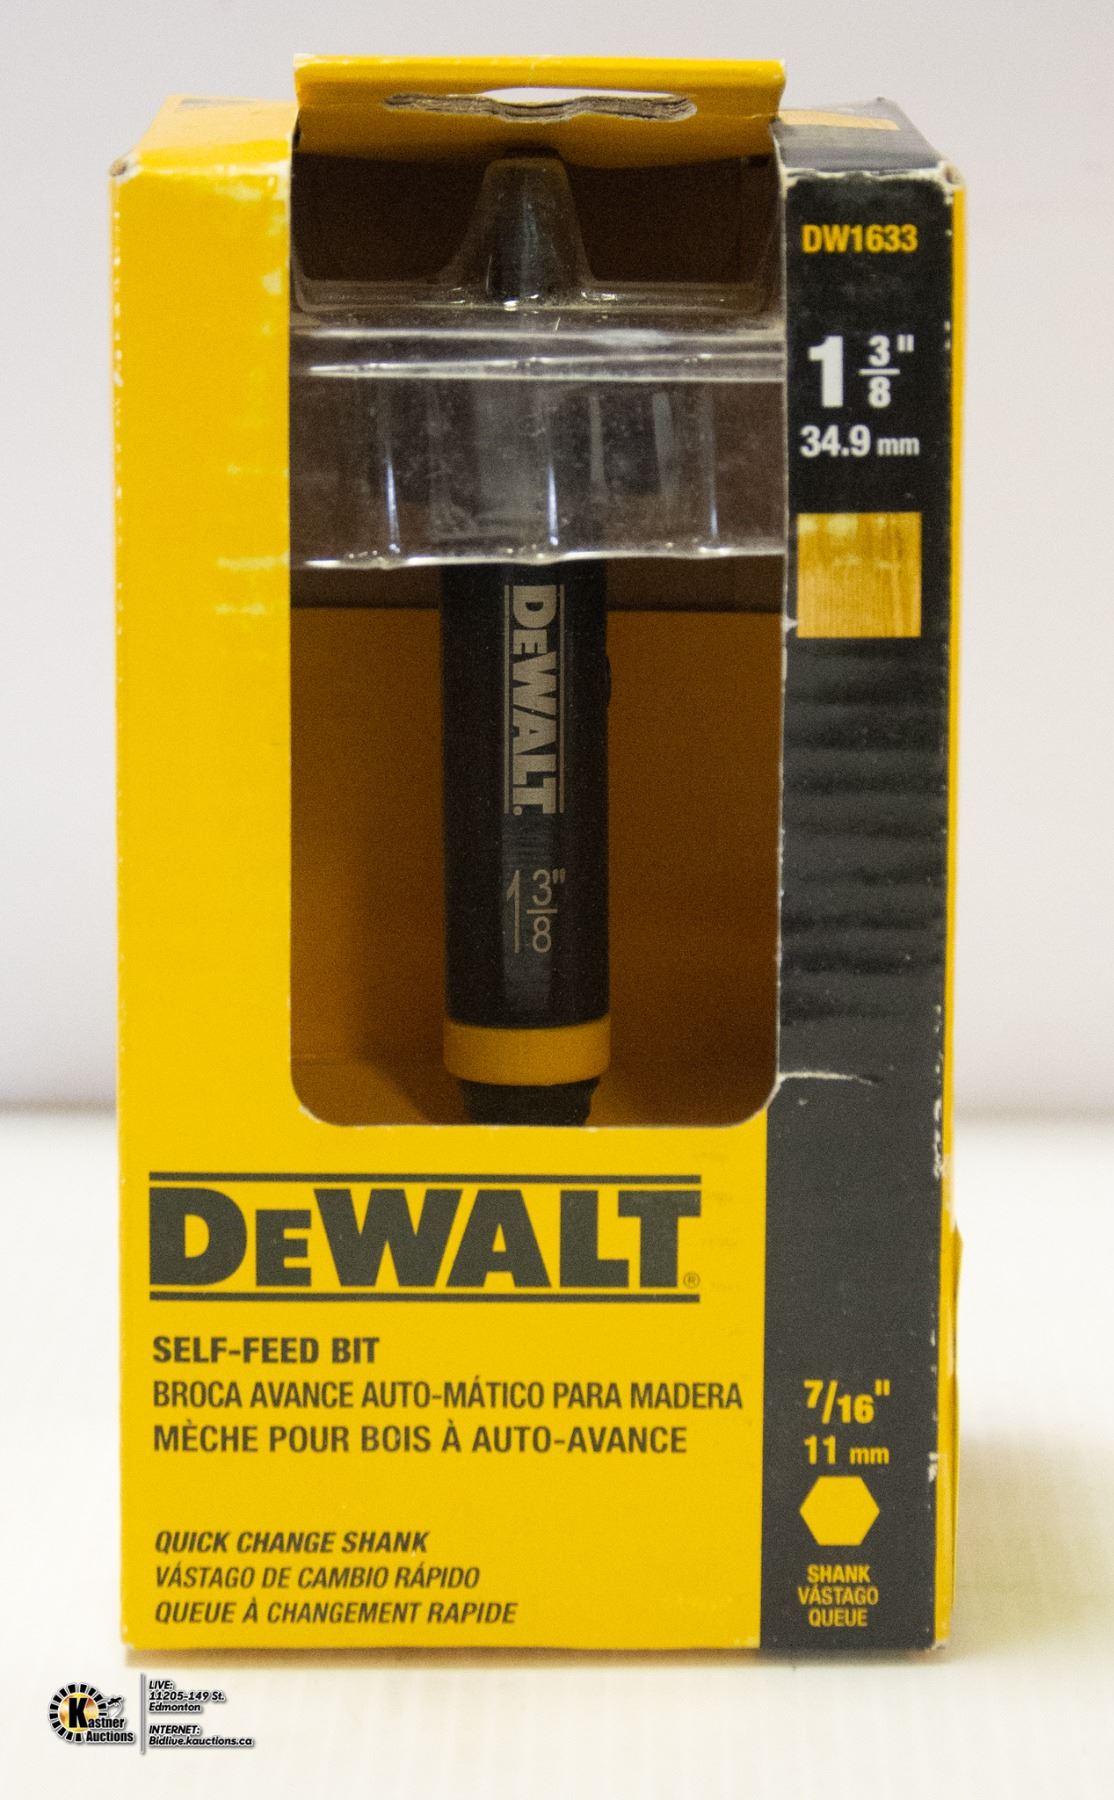 DW1633
1 3/8"
34.9 mm
DEWALT.
1 3/8"
DEWALT®
SELF-FEED BIT
BROCA AVANCE AUTO-MÁTICO PARA MADERA
MÈCHE POUR BOIS À AUTO-AVANCE
QUICK CHANGE SHANK
VÁSTAGO DE CAMBIO RÁPIDO
QUEUE À CHANGEMENT RAPIDE
7/16"
11 mm
SHANK
VÁSTAGO
QUEUE
Kastner
Auctions
LIVE:
11205-149 St.
Edmonton
INTERNET:
Bidlive.kauctions.ca